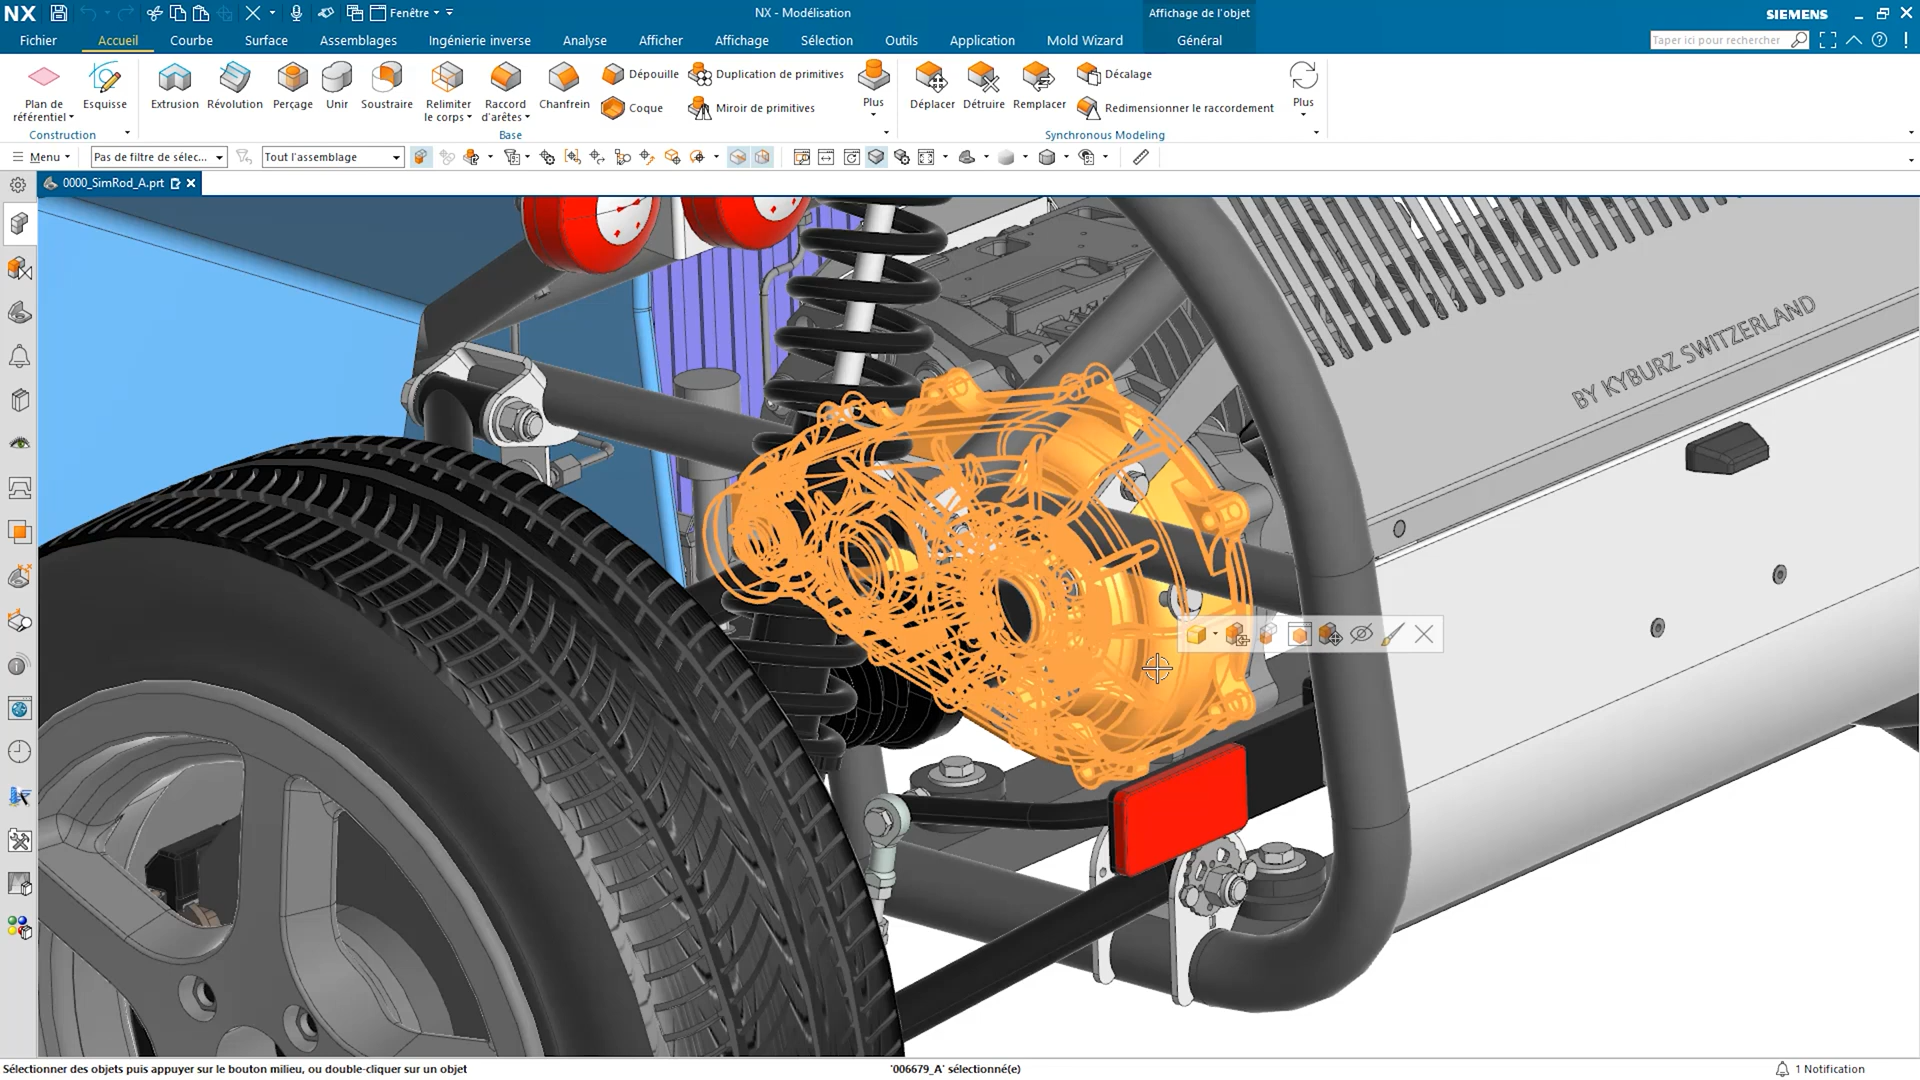 NX
Fenêtre
NX - Modélisation
Affichage de l'objet
SIEMENS
Fichier
Accueil
Courbe
Surface
Assemblages
Ingénierie inverse
Analyse
Afficher
Affichage
Sélection
Outils
Application
Mold Wizard
Général
Taper ici pour rechercher
Plan de
référentiel
Esquisse
Extrusion
Révolution
Perçage
Unir
Soustraire
Relimiter
le corps
Raccord
d'arêtes
Chanfrein
Dépouille
Coque
Duplication de primitives
Miroir de primitives
Plus
Déplacer
Détruire
Remplacer
Décalage
Redimensionner le raccordement
Plus
Construction
Base
Synchronous Modeling
Menu
Pas de filtre de sélec...
Tout l'assemblage
0000_SimRod_A.prt
BY KYBURZ SWITZERLAND
Sélectionner des objets puis appuyer sur le bouton milieu, ou double-cliquer sur un objet
'006679_A' sélectionné(e)
1 Notification